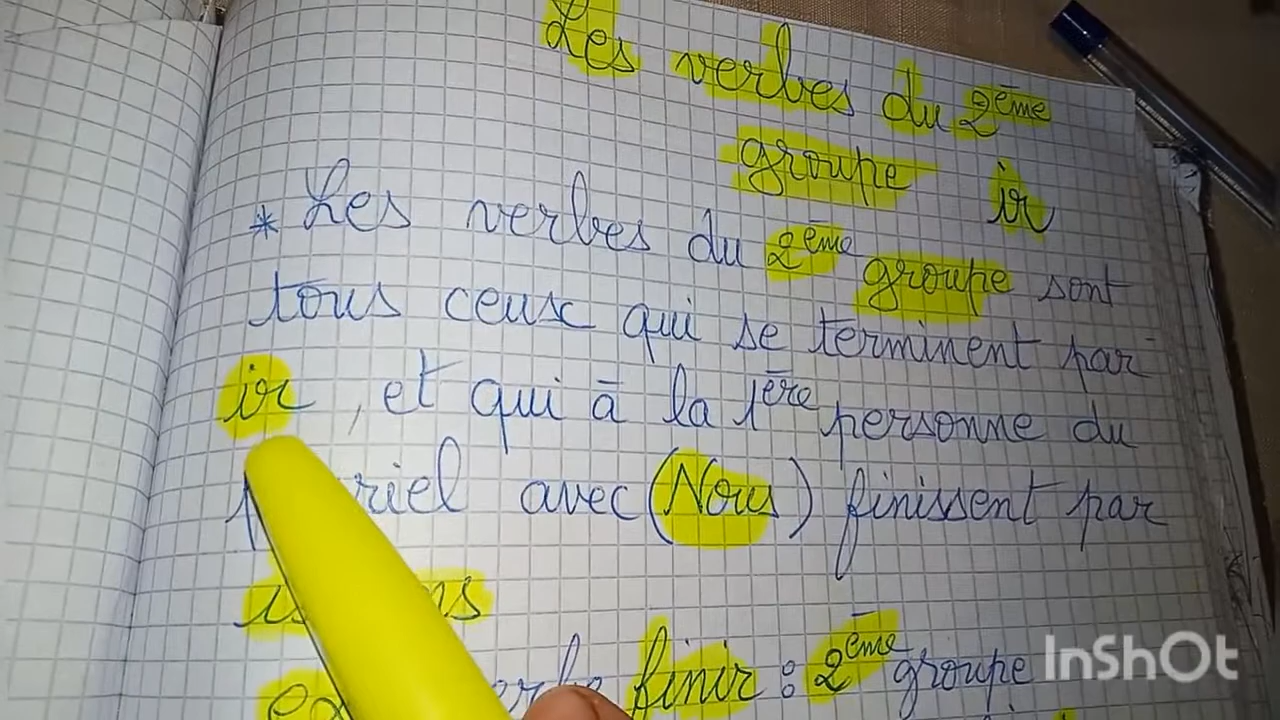 Les verbes du 2ème
groupe ir
* Les verbes du 2ème groupe sont
tous ceux qui se terminent par
ir, et qui à la 1ère personne du
avec (Nous) finissent par
finir : 2ème groupe
InShOt